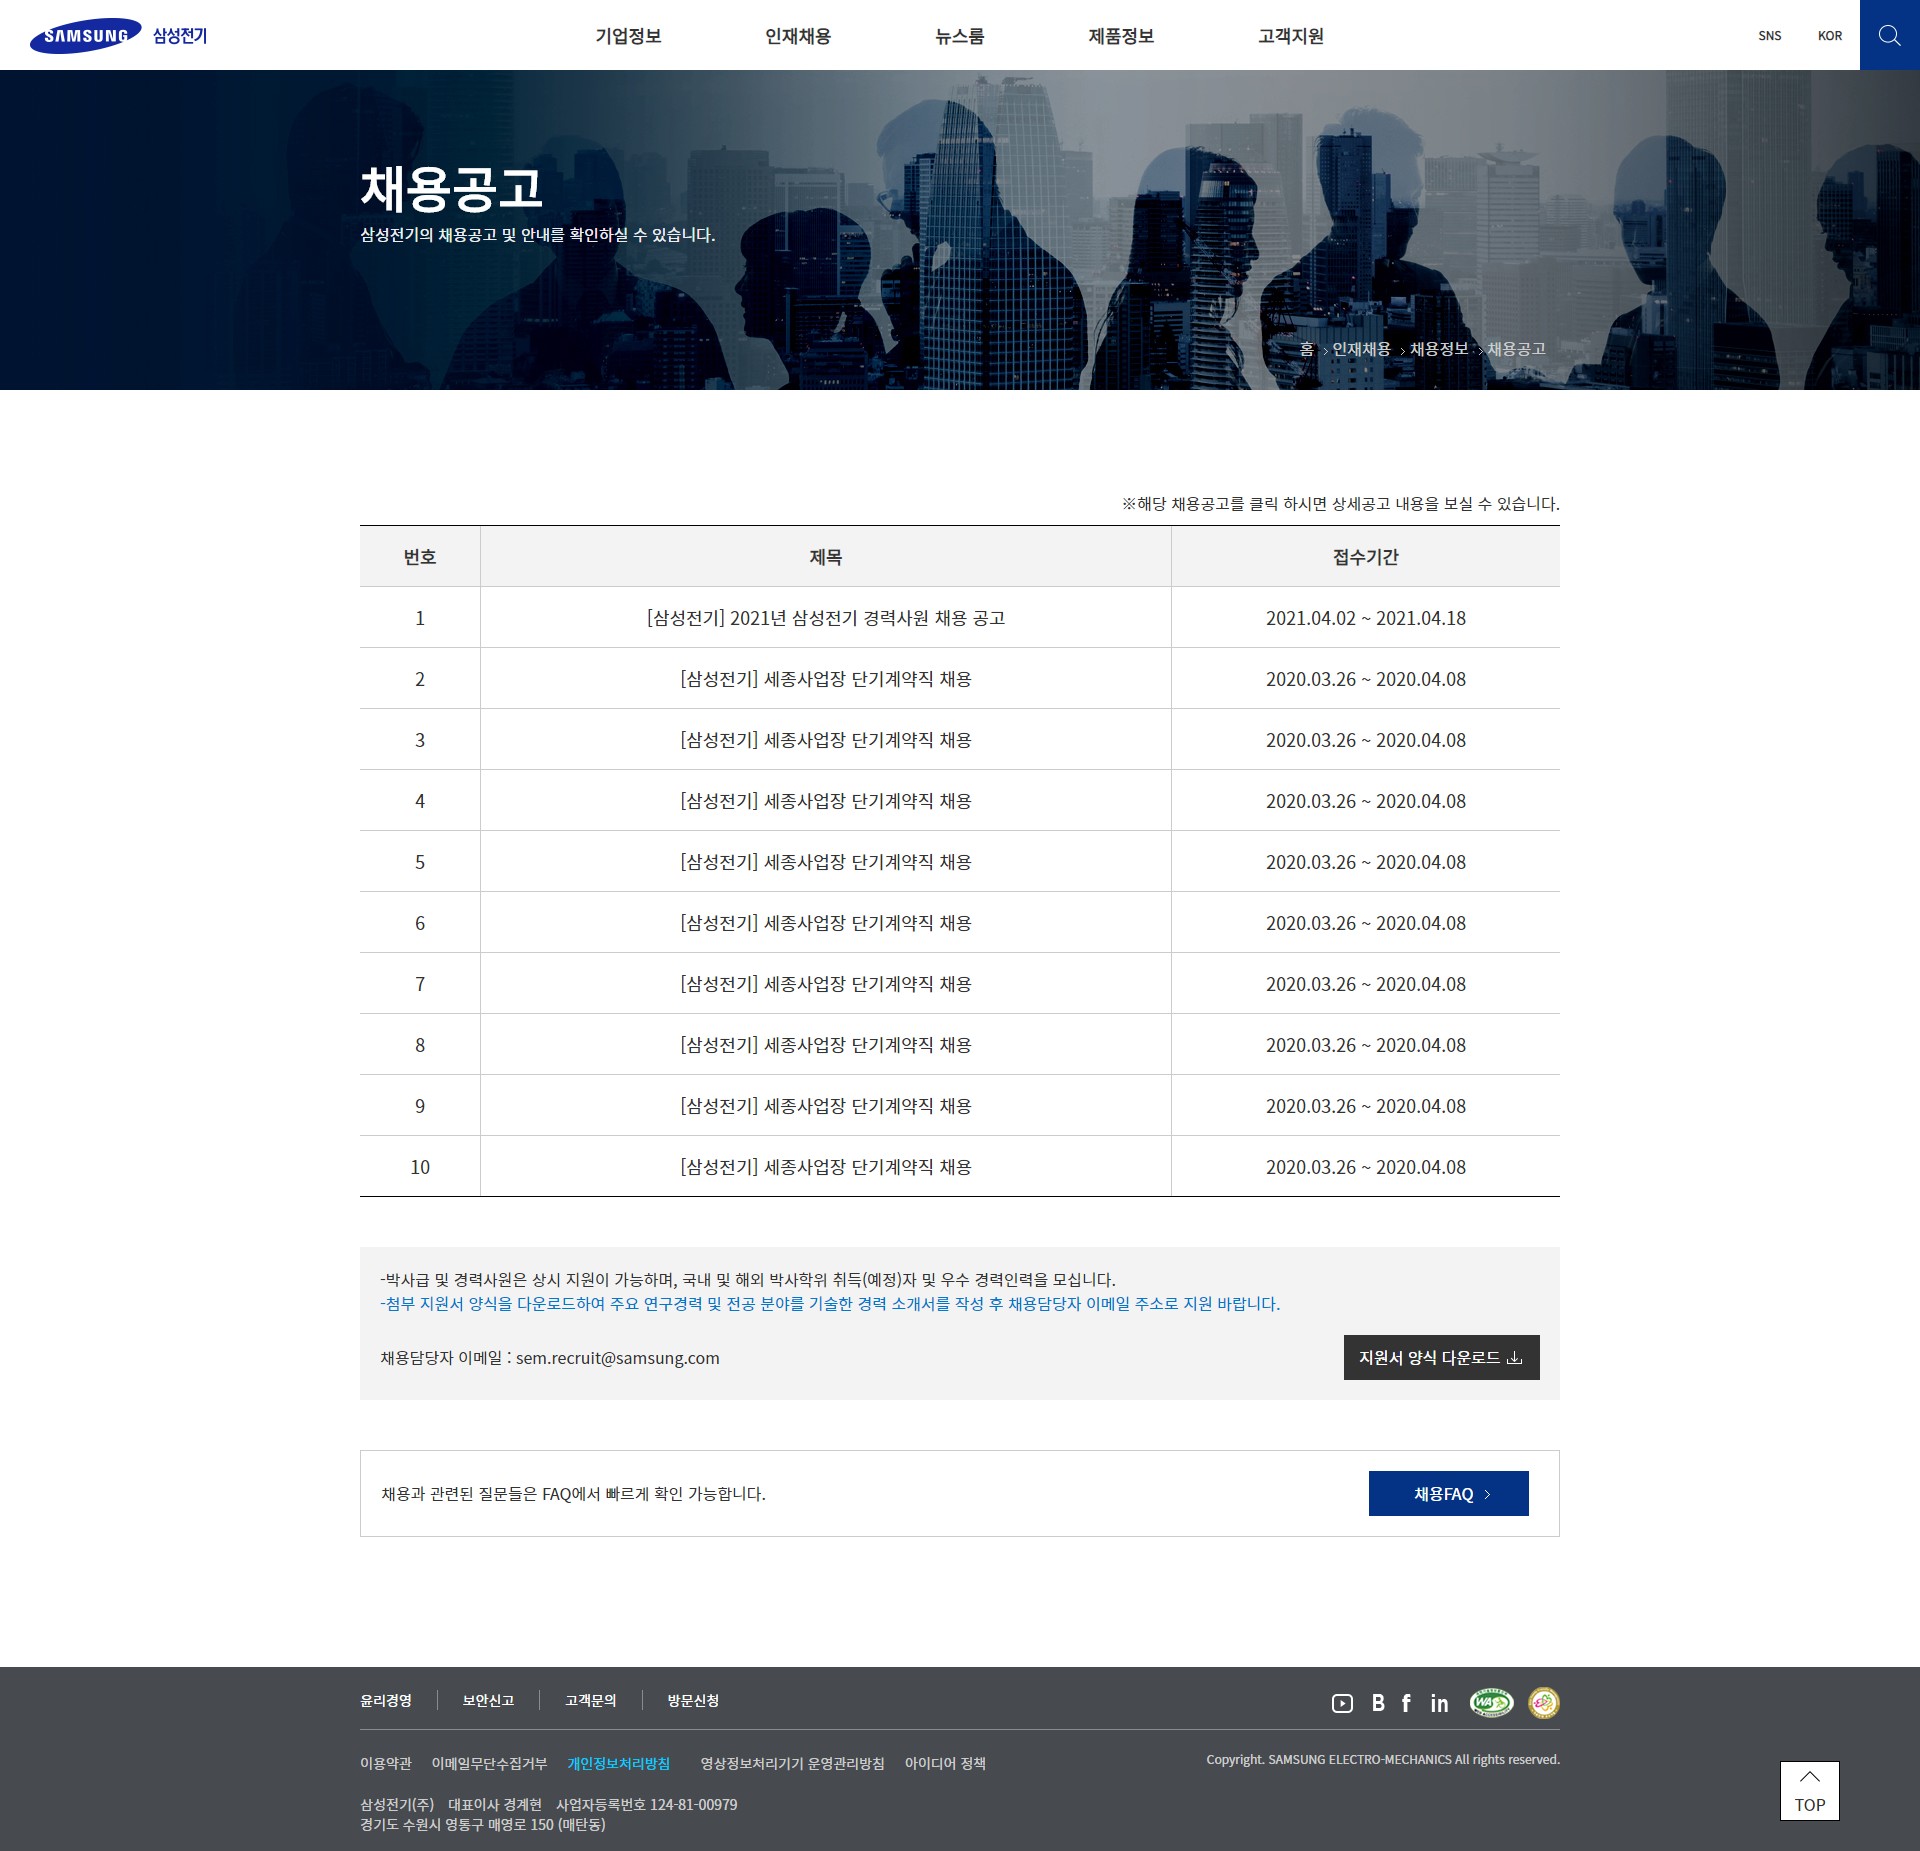 SAMSUNG 삼성전기
기업정보 인재채용 뉴스룸 제품정보 고객지원
SNS KOR
채용공고
삼성전기의 채용공고 및 안내를 확인하실 수 있습니다.
홈 > 인재채용 > 채용정보 > 채용공고
※해당 채용공고를 클릭 하시면 상세공고 내용을 보실 수 있습니다.
번호 제목 접수기간
1 [삼성전기] 2021년 삼성전기 경력사원 채용 공고 2021.04.02 ~ 2021.04.18
2 [삼성전기] 세종사업장 단기계약직 채용 2020.03.26 ~ 2020.04.08
3 [삼성전기] 세종사업장 단기계약직 채용 2020.03.26 ~ 2020.04.08
4 [삼성전기] 세종사업장 단기계약직 채용 2020.03.26 ~ 2020.04.08
5 [삼성전기] 세종사업장 단기계약직 채용 2020.03.26 ~ 2020.04.08
6 [삼성전기] 세종사업장 단기계약직 채용 2020.03.26 ~ 2020.04.08
7 [삼성전기] 세종사업장 단기계약직 채용 2020.03.26 ~ 2020.04.08
8 [삼성전기] 세종사업장 단기계약직 채용 2020.03.26 ~ 2020.04.08
9 [삼성전기] 세종사업장 단기계약직 채용 2020.03.26 ~ 2020.04.08
10 [삼성전기] 세종사업장 단기계약직 채용 2020.03.26 ~ 2020.04.08
-박사급 및 경력사원은 상시 지원이 가능하며, 국내 및 해외 박사학위 취득(예정)자 및 우수 경력인력을 모십니다.
-첨부 지원서 양식을 다운로드하여 주요 연구경력 및 전공 분야를 기술한 경력 소개서를 작성 후 채용담당자 이메일 주소로 지원 바랍니다.
채용담당자 이메일 : sem.recruit@samsung.com
지원서 양식 다운로드
채용과 관련된 질문들은 FAQ에서 빠르게 확인 가능합니다.
채용FAQ >
윤리경영 보안신고 고객문의 방문신청
B f in WA
이용약관 이메일무단수집거부 개인정보처리방침 영상정보처리기기 운영관리방침 아이디어 정책
Copyright. SAMSUNG ELECTRO-MECHANICS All rights reserved.
삼성전기(주) 대표이사 경계현 사업자등록번호 124-81-00979
경기도 수원시 영통구 매영로 150 (매탄동)
TOP